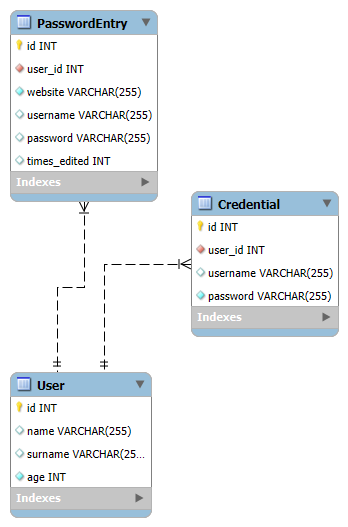 PasswordEntry
id INT
user_id INT
website VARCHAR(255)
username VARCHAR(255)
password VARCHAR(255)
times_edited INT
Indexes
Credential
id INT
user_id INT
username VARCHAR(255)
password VARCHAR(255)
Indexes
User
id INT
name VARCHAR(255)
surname VARCHAR(25...
age INT
Indexes